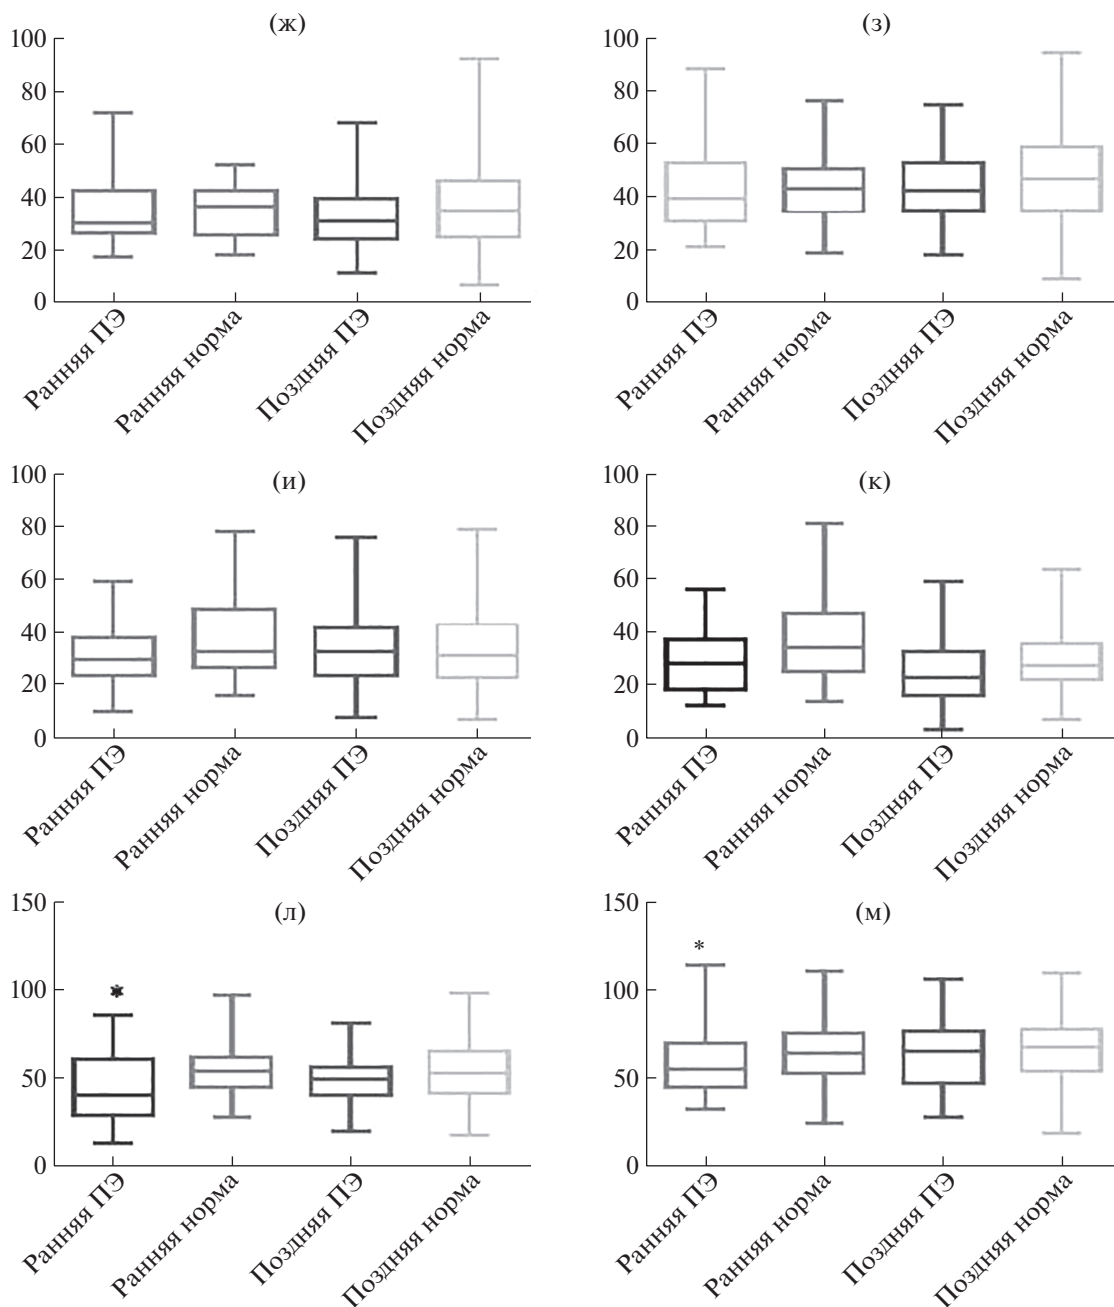 (ж)
100
80
60
40
20
0
Ранняя ПЭ
Ранняя норма
Поздняя ПЭ
Поздняя норма
(з)
100
80
60
40
20
0
Ранняя ПЭ
Ранняя норма
Поздняя ПЭ
Поздняя норма
(и)
100
80
60
40
20
0
Ранняя ПЭ
Ранняя норма
Поздняя ПЭ
Поздняя норма
(к)
100
80
60
40
20
0
Ранняя ПЭ
Ранняя норма
Поздняя ПЭ
Поздняя норма
(л)
150
100
50
0
*
Ранняя ПЭ
Ранняя норма
Поздняя ПЭ
Поздняя норма
(м)
150
100
50
0
*
Ранняя ПЭ
Ранняя норма
Поздняя ПЭ
Поздняя норма